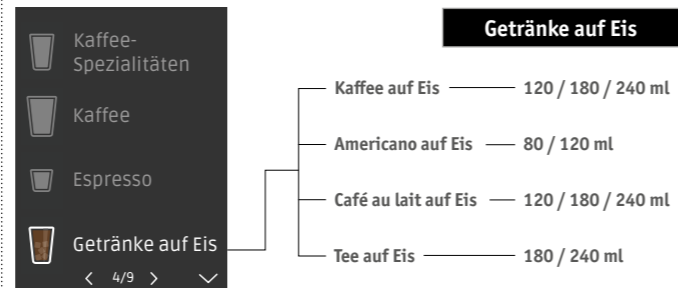 Getränke auf Eis
Kaffee-
Spezialitäten
Kaffee
Espresso
Getränke auf Eis
4/9
Kaffee auf Eis 120 / 180 / 240 ml
Americano auf Eis 80 / 120 ml
Café au lait auf Eis 120 / 180 / 240 ml
Tee auf Eis 180 / 240 ml